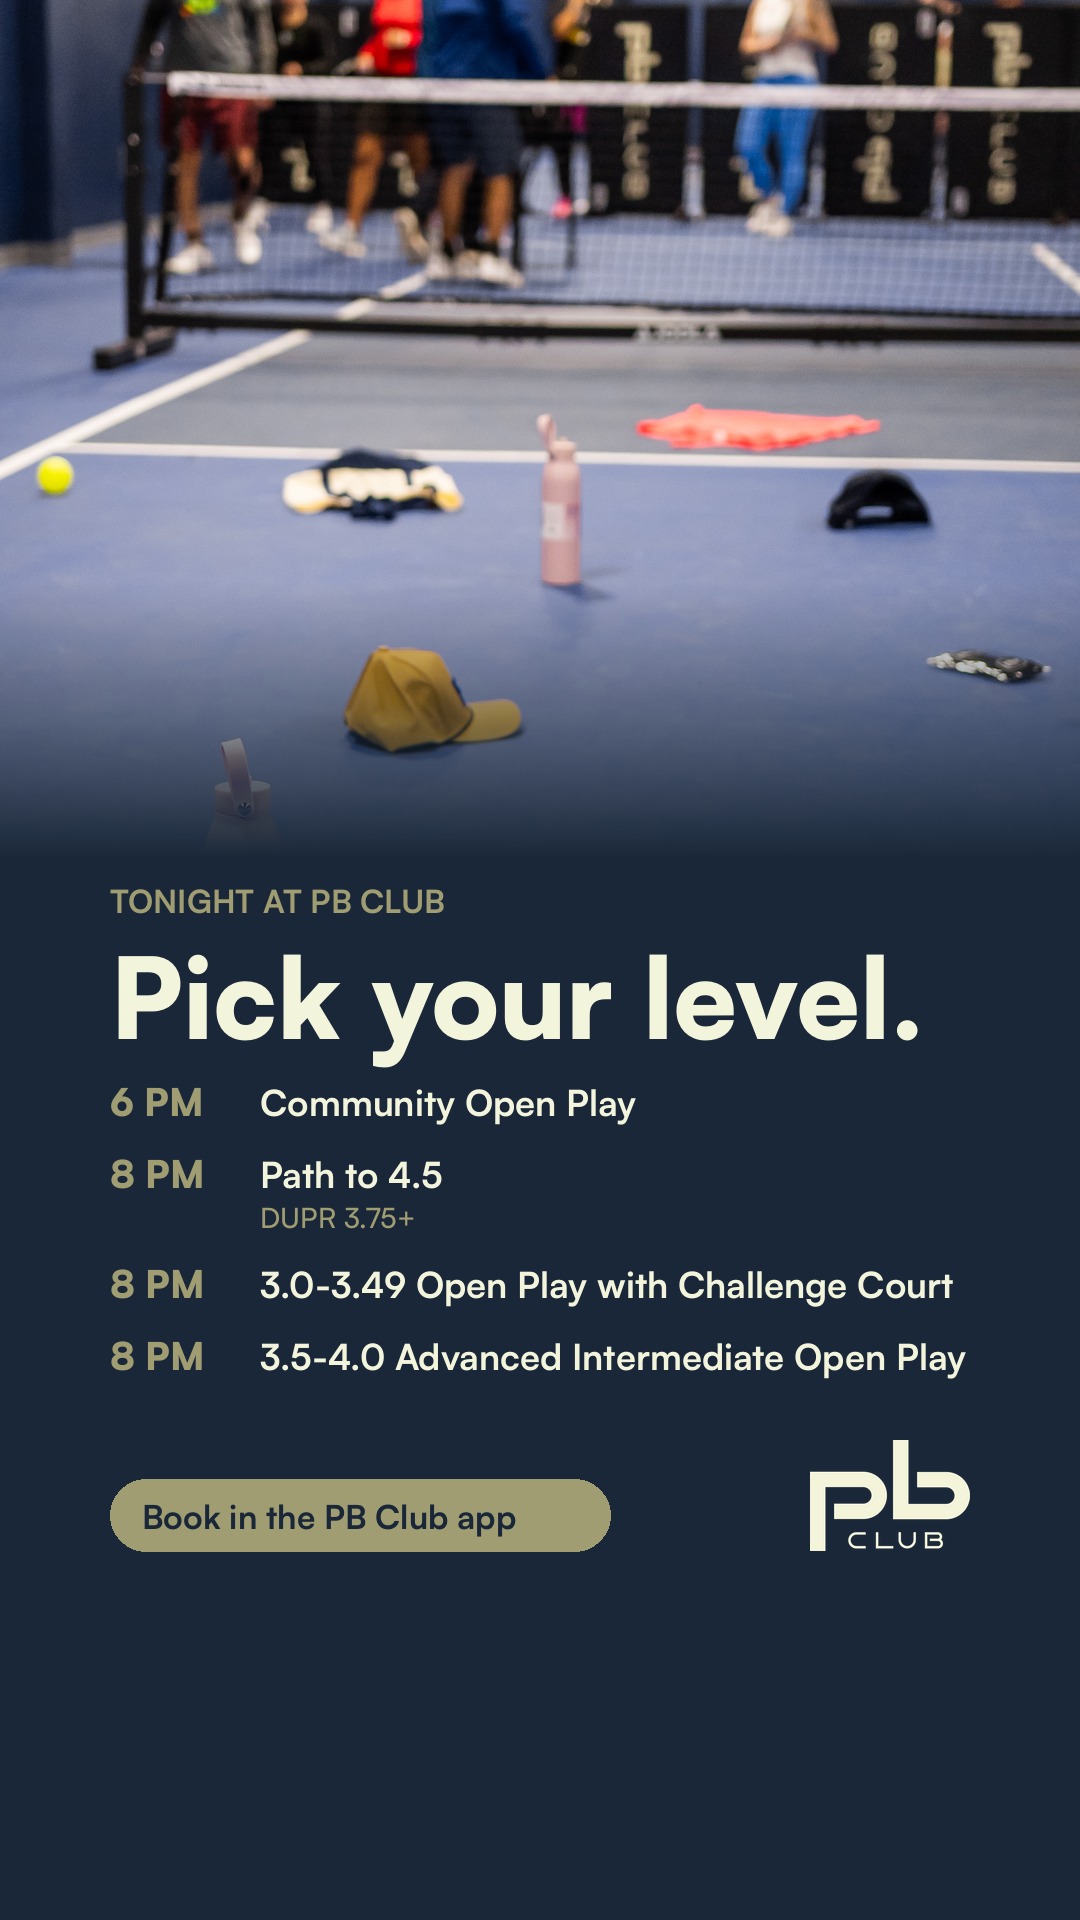 TONIGHT AT PB CLUB
Pick your level.
6 PM Community Open Play
8 PM Path to 4.5
DUPR 3.75+
8 PM 3.0-3.49 Open Play with Challenge Court
8 PM 3.5-4.0 Advanced Intermediate Open Play
Book in the PB Club app
pb
CLUB